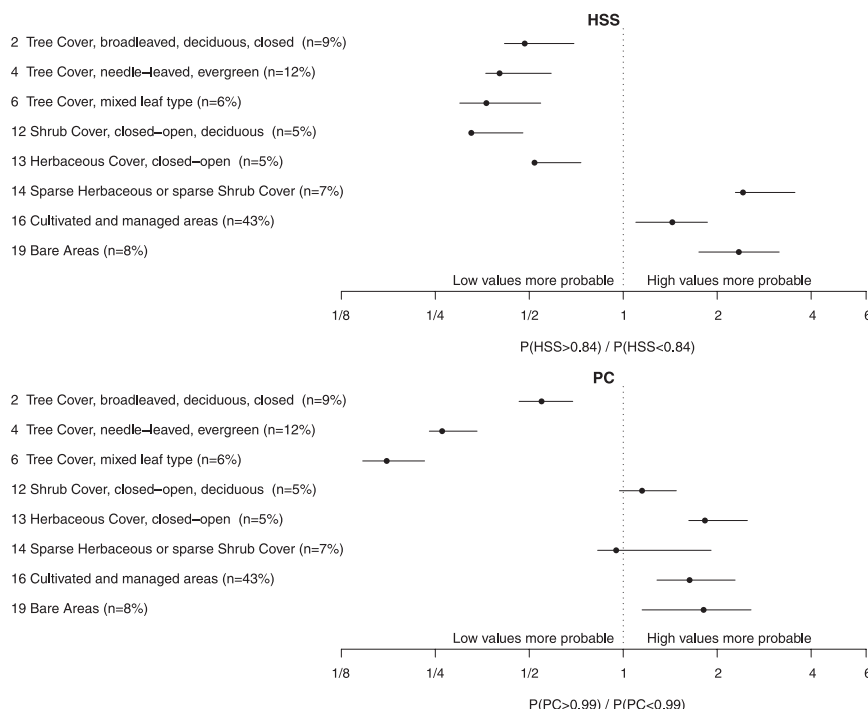 HSS
2 Tree Cover, broadleaved, deciduous, closed (n=9%)
4 Tree Cover, needle–leaved, evergreen (n=12%)
6 Tree Cover, mixed leaf type (n=6%)
12 Shrub Cover, closed–open, deciduous (n=5%)
13 Herbaceous Cover, closed–open (n=5%)
14 Sparse Herbaceous or sparse Shrub Cover (n=7%)
16 Cultivated and managed areas (n=43%)
19 Bare Areas (n=8%)
Low values more probable High values more probable
1/8 1/4 1/2 1 2 4 6
P(HSS>0.84) / P(HSS<0.84)
PC
2 Tree Cover, broadleaved, deciduous, closed (n=9%)
4 Tree Cover, needle–leaved, evergreen (n=12%)
6 Tree Cover, mixed leaf type (n=6%)
12 Shrub Cover, closed–open, deciduous (n=5%)
13 Herbaceous Cover, closed–open (n=5%)
14 Sparse Herbaceous or sparse Shrub Cover (n=7%)
16 Cultivated and managed areas (n=43%)
19 Bare Areas (n=8%)
Low values more probable High values more probable
1/8 1/4 1/2 1 2 4 6
P(PC>0.99) / P(PC<0.99)